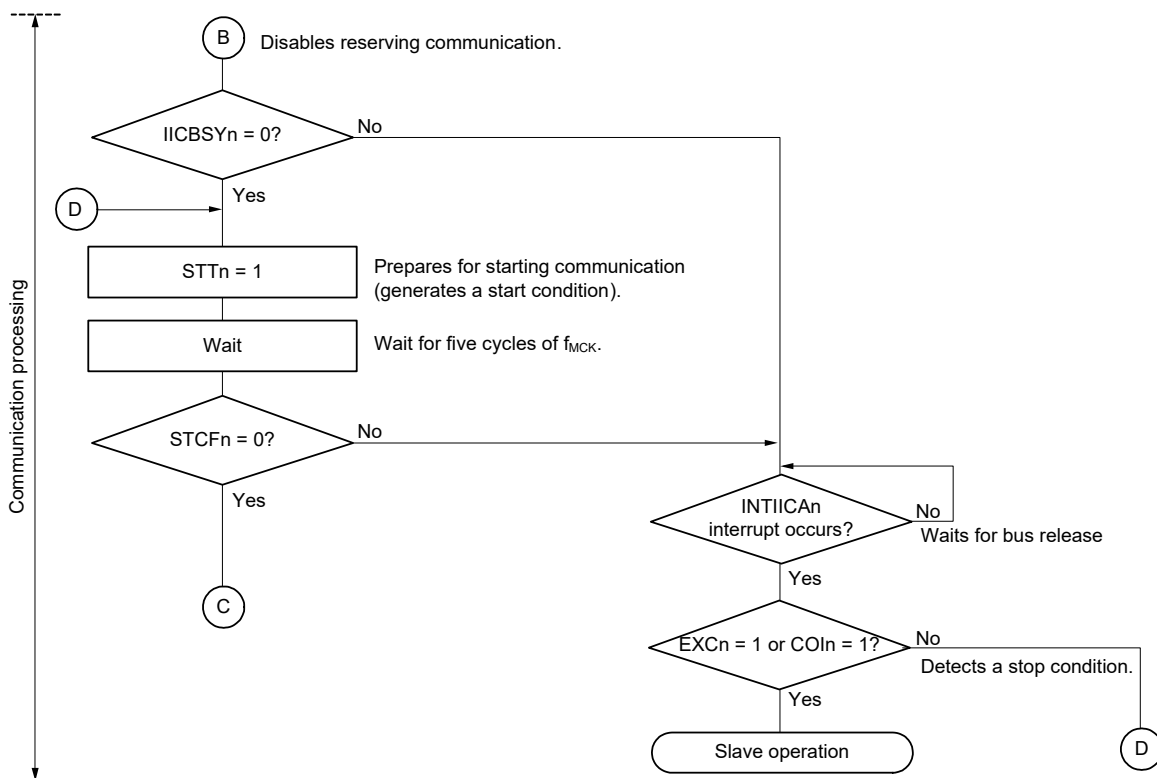 B
Disables reserving communication.
IICBSYn = 0?
No
Yes
D
STTn = 1
Prepares for starting communication
(generates a start condition).
Wait
Wait for five cycles of fMCK.
STCFn = 0?
No
Yes
C
INTIICAn
interrupt occurs?
No
Waits for bus release
Yes
EXCn = 1 or COIn = 1?
No
Detects a stop condition.
Yes
Slave operation
D
Communication processing